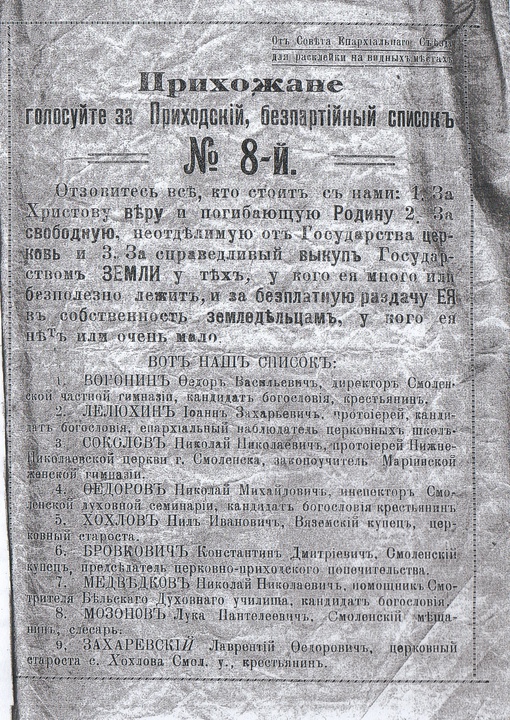 Отъ Совѣта Епархіальнаго Съѣзда
для расклейки на видныхъ мѣстахъ
Прихожане
голосуйте за Приходскій, безпартійный списокъ
№ 8-й.
Отзовитесь всѣ, кто стоитъ съ нами: 1. За
Христову вѣру и погибающую Родину 2. За
свободную, неотдѣлимую отъ Государства цер-
ковь и 3. За справедливый выкупъ Государ-
ствомъ ЗЕМЛИ у тѣхъ, у кого ея много или
безполезно лежитъ, и за безплатную раздачу ЕЯ
въ собственность земледѣльцамъ, у кого ея
нѣтъ или очень мало.
ВОТЪ НАШЪ СПИСОКЪ:
1. ВОРОНИНЪ Ѳедоръ Васильевичъ, директоръ Смолен-
ской частной гимназіи, кандидатъ богословія, крестьянинъ.
2. ЛЕЛЮХИНЪ Іоаннъ Захарьевичъ, протоіерей, канди-
датъ богословія, епархіальный наблюдатель церковныхъ школъ-
3. СОКОЛОВЪ Николай Николаевичъ, протоіерей Нижне-
Николаевской церкви г. Смоленска, законоучитель Маріинской
женской гимназіи.
4. ѲЕДОРОВЪ Николай Михайловичъ, инспекторъ Смо-
ленской духовной семинаріи, кандидатъ богословія крестьянинъ
5. ХОХЛОВЪ Нилъ Ивановичъ, Вяземскій купецъ, цер-
ковный староста.
6. БРОВКОВИЧЪ Константинъ Дмитріевичъ, Смоленскій
купецъ, предсѣдатель церковно-приходского попечительства.
7. МЕДВѢДКОВЪ Николай Николаевичъ, помощникъ Смо-
трителя Бѣльскаго Духовнаго училища, кандидатъ богословія.
8. МОЗОНОВЪ Лука Пантелеевичъ, Смоленскій мѣща-
нинъ, слесарь.
9. ЗАХАРЕВСКІЙ Лаврентій Ѳедоровичъ, церковный
староста с. Хохлова Смол. у., крестьянинъ.